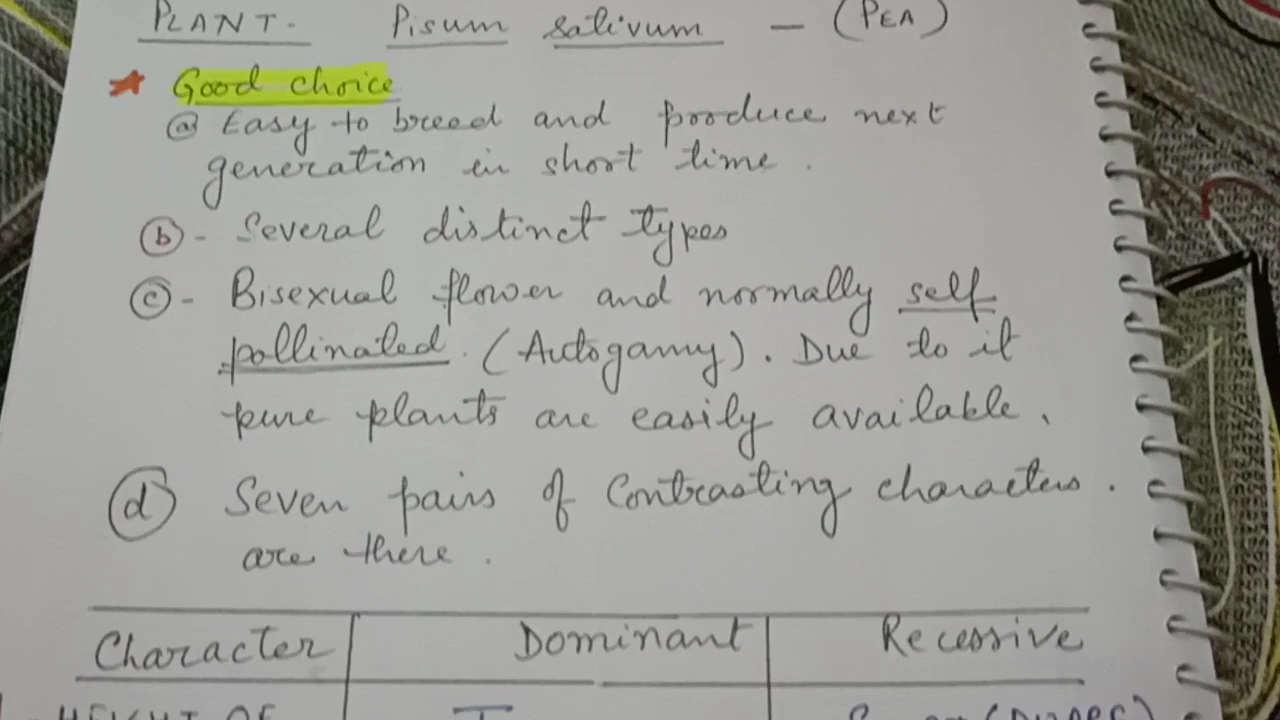 PLANT- Pisum sativum - (PEA)
Good choice
(a) Easy to breed and produce next
generation in short time.
(b)- Several distinct types
(c)- Bisexual flower and normally self
pollinated. (Autogamy). Due to it
pure plants are easily available.
(d) Seven pairs of Contrasting characters.
are there.
Character Dominant Recessive
HEIGHT OF